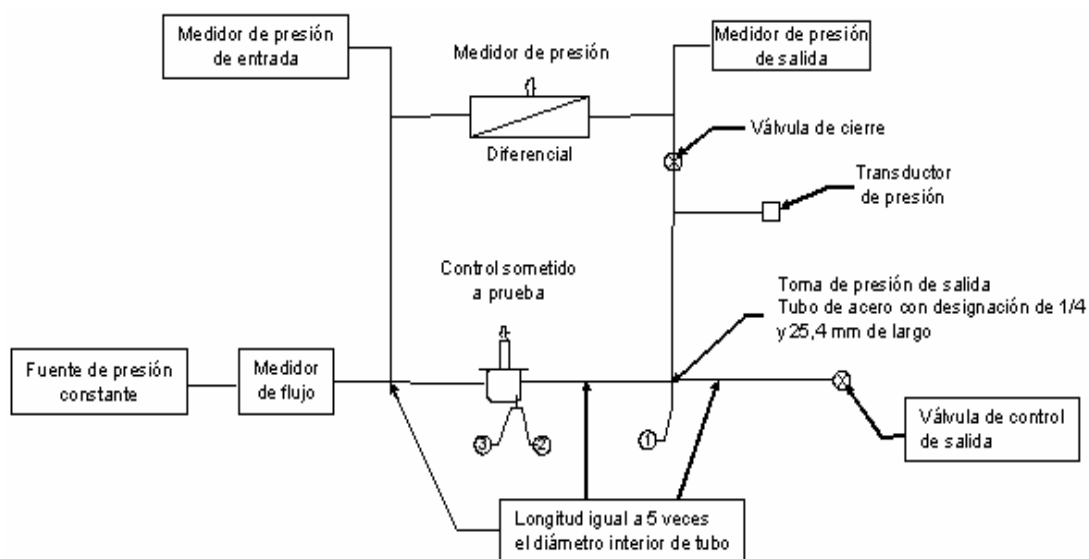 Medidor de presión
de entrada
Medidor de presión
Diferencial
Medidor de presión
de salida
Válvula de cierre
Transductor
de presión
Control sometido
a prueba
Toma de presión de salida
Tubo de acero con designación de 1/4
y 25,4 mm de largo
Fuente de presión
constante
Medidor
de flujo
3
2
1
Válvula de control
de salida
Longitud igual a 5 veces
el diámetro interior de tubo